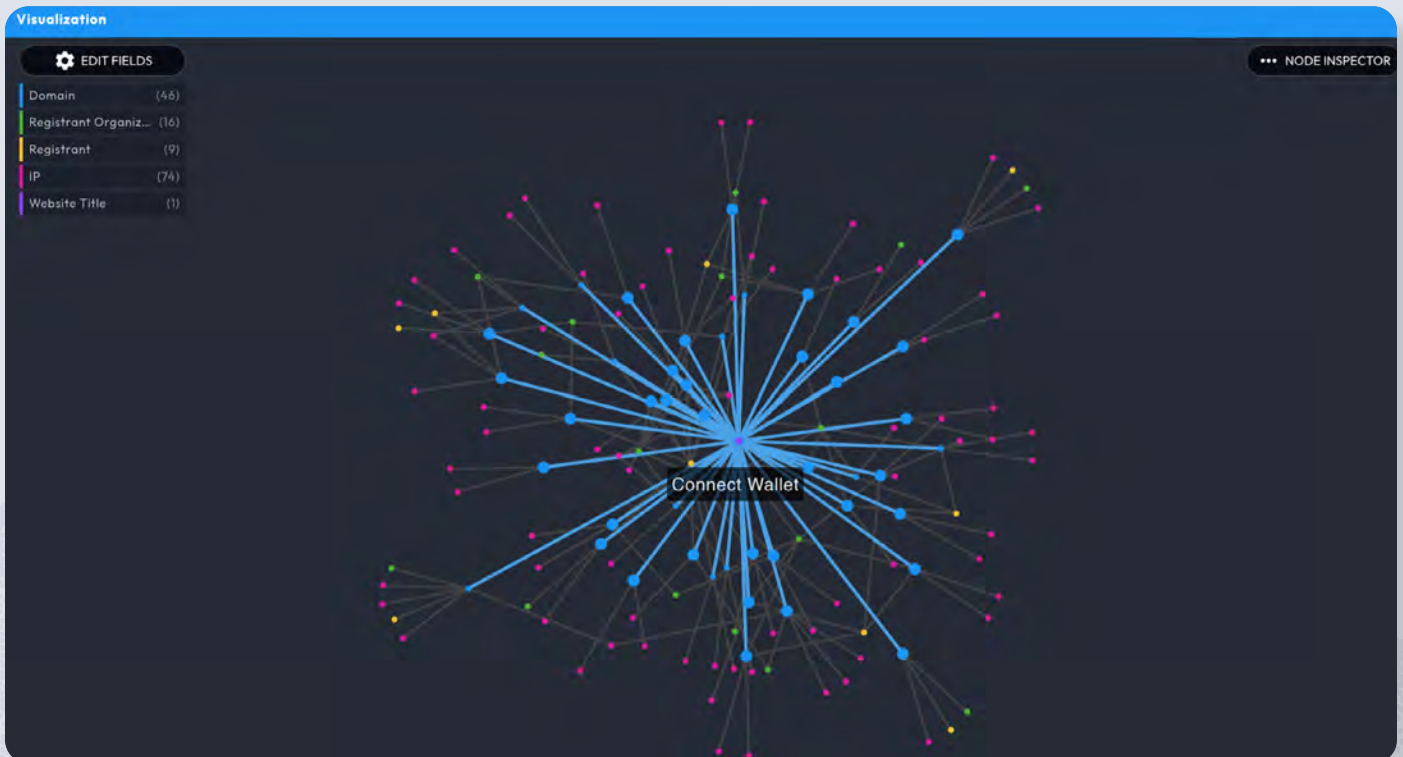 Visualization
EDIT FIELDS
NODE INSPECTOR
Domain (46)
Registrant Organiz... (16)
Registrant (9)
IP (74)
Website Title (1)
Connect Wallet